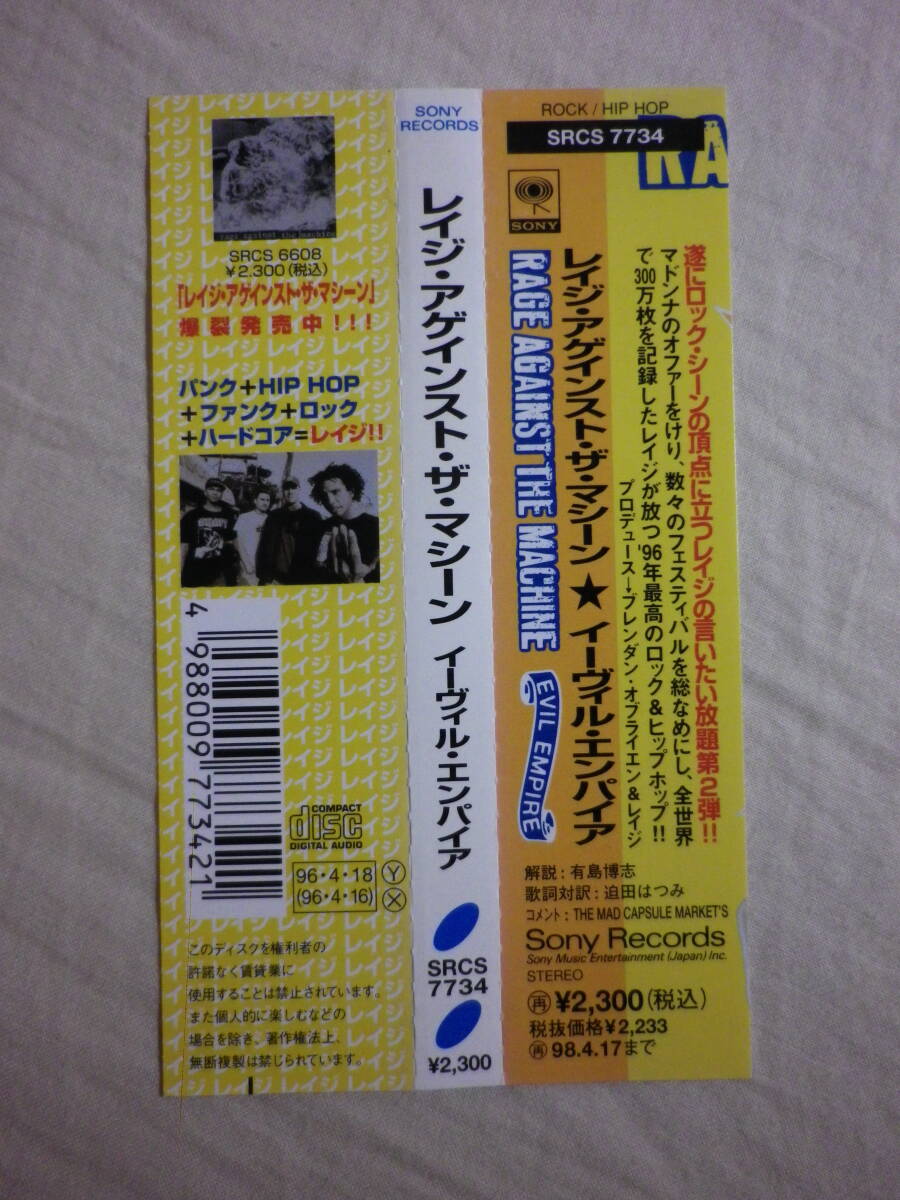 rage against the machine
SRCS 6608
¥2,300(税込)
『レイジ・アゲインスト・ザ・マシーン』
爆裂発売中!!!
パンク+HIP HOP
+ファンク+ロック
+ハードコア=レイジ!!
4 988009 773421
COMPACT
disc
DIGITAL AUDIO
96・4・18 Y
(96・4・16) X
このディスクを権利者の
許諾なく賃貸業に
使用することは禁止されています。
また個人的に楽しむなどの
場合を除き、著作権法上、
無断複製は禁じられています。
SONY
RECORDS
レイジ・アゲインスト・ザ・マシーン イーヴィル・エンパイア
SRCS
7734
¥2,300
ROCK / HIP HOP
SRCS 7734
RA
SONY
遂にロック・シーンの頂点に立つレイジの言いたい放題第2弾!!
マドンナのオファーをけり、数々のフェスティバルを総なめにし、全世界
で300万枚を記録したレイジが放つ'96年最高のロック&ヒップホップ!!
プロデュース→ブレンダン・オブライエン&レイジ
レイジ・アゲインスト・ザ・マシーン★イーヴィル・エンパイア
RAGE AGAINST THE MACHINE
EVIL EMPIRE
解説:有島博志
歌詞対訳:迫田はつみ
コメント:THE MAD CAPSULE MARKET'S
Sony Records
Sony Music Entertainment (Japan) Inc.
STEREO
再¥2,300(税込)
税抜価格¥2,233
再98.4.17まで